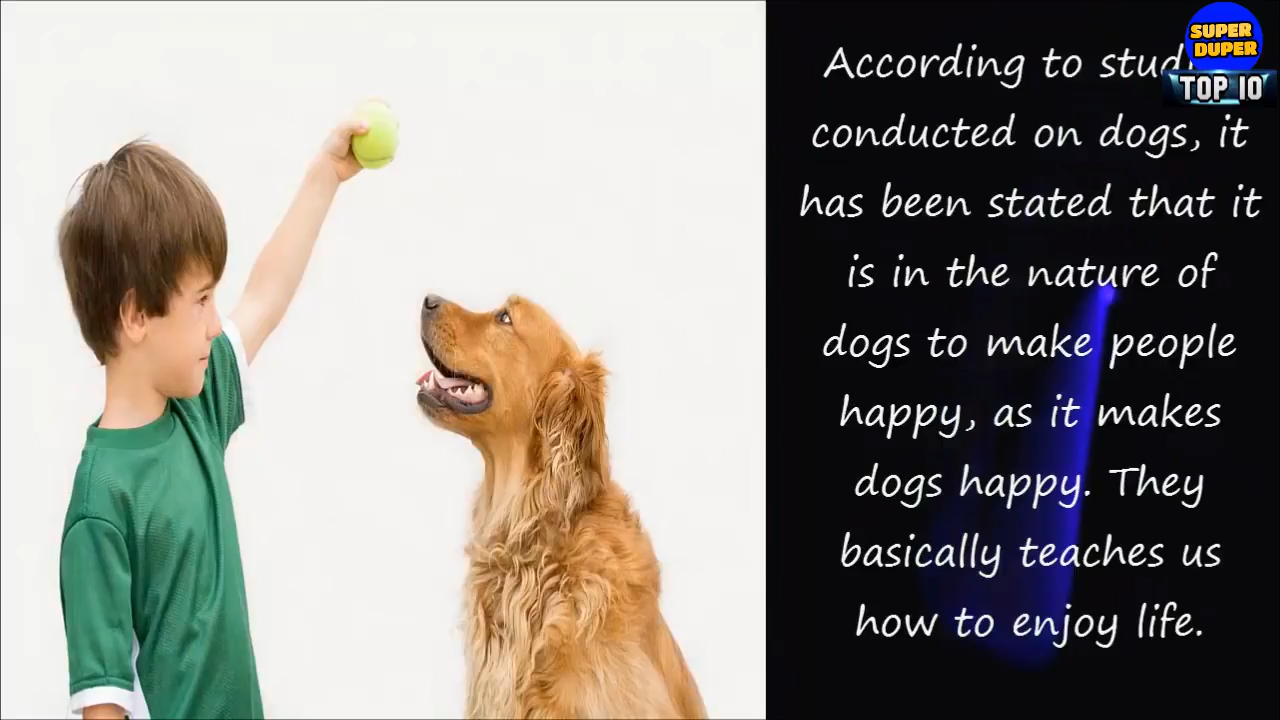 SUPER
DUPER
TOP 10
According to
conducted on dogs, it
has been stated that it
is in the nature of
dogs to make people
happy, as it makes
dogs happy. They
basically teaches us
how to enjoy life.